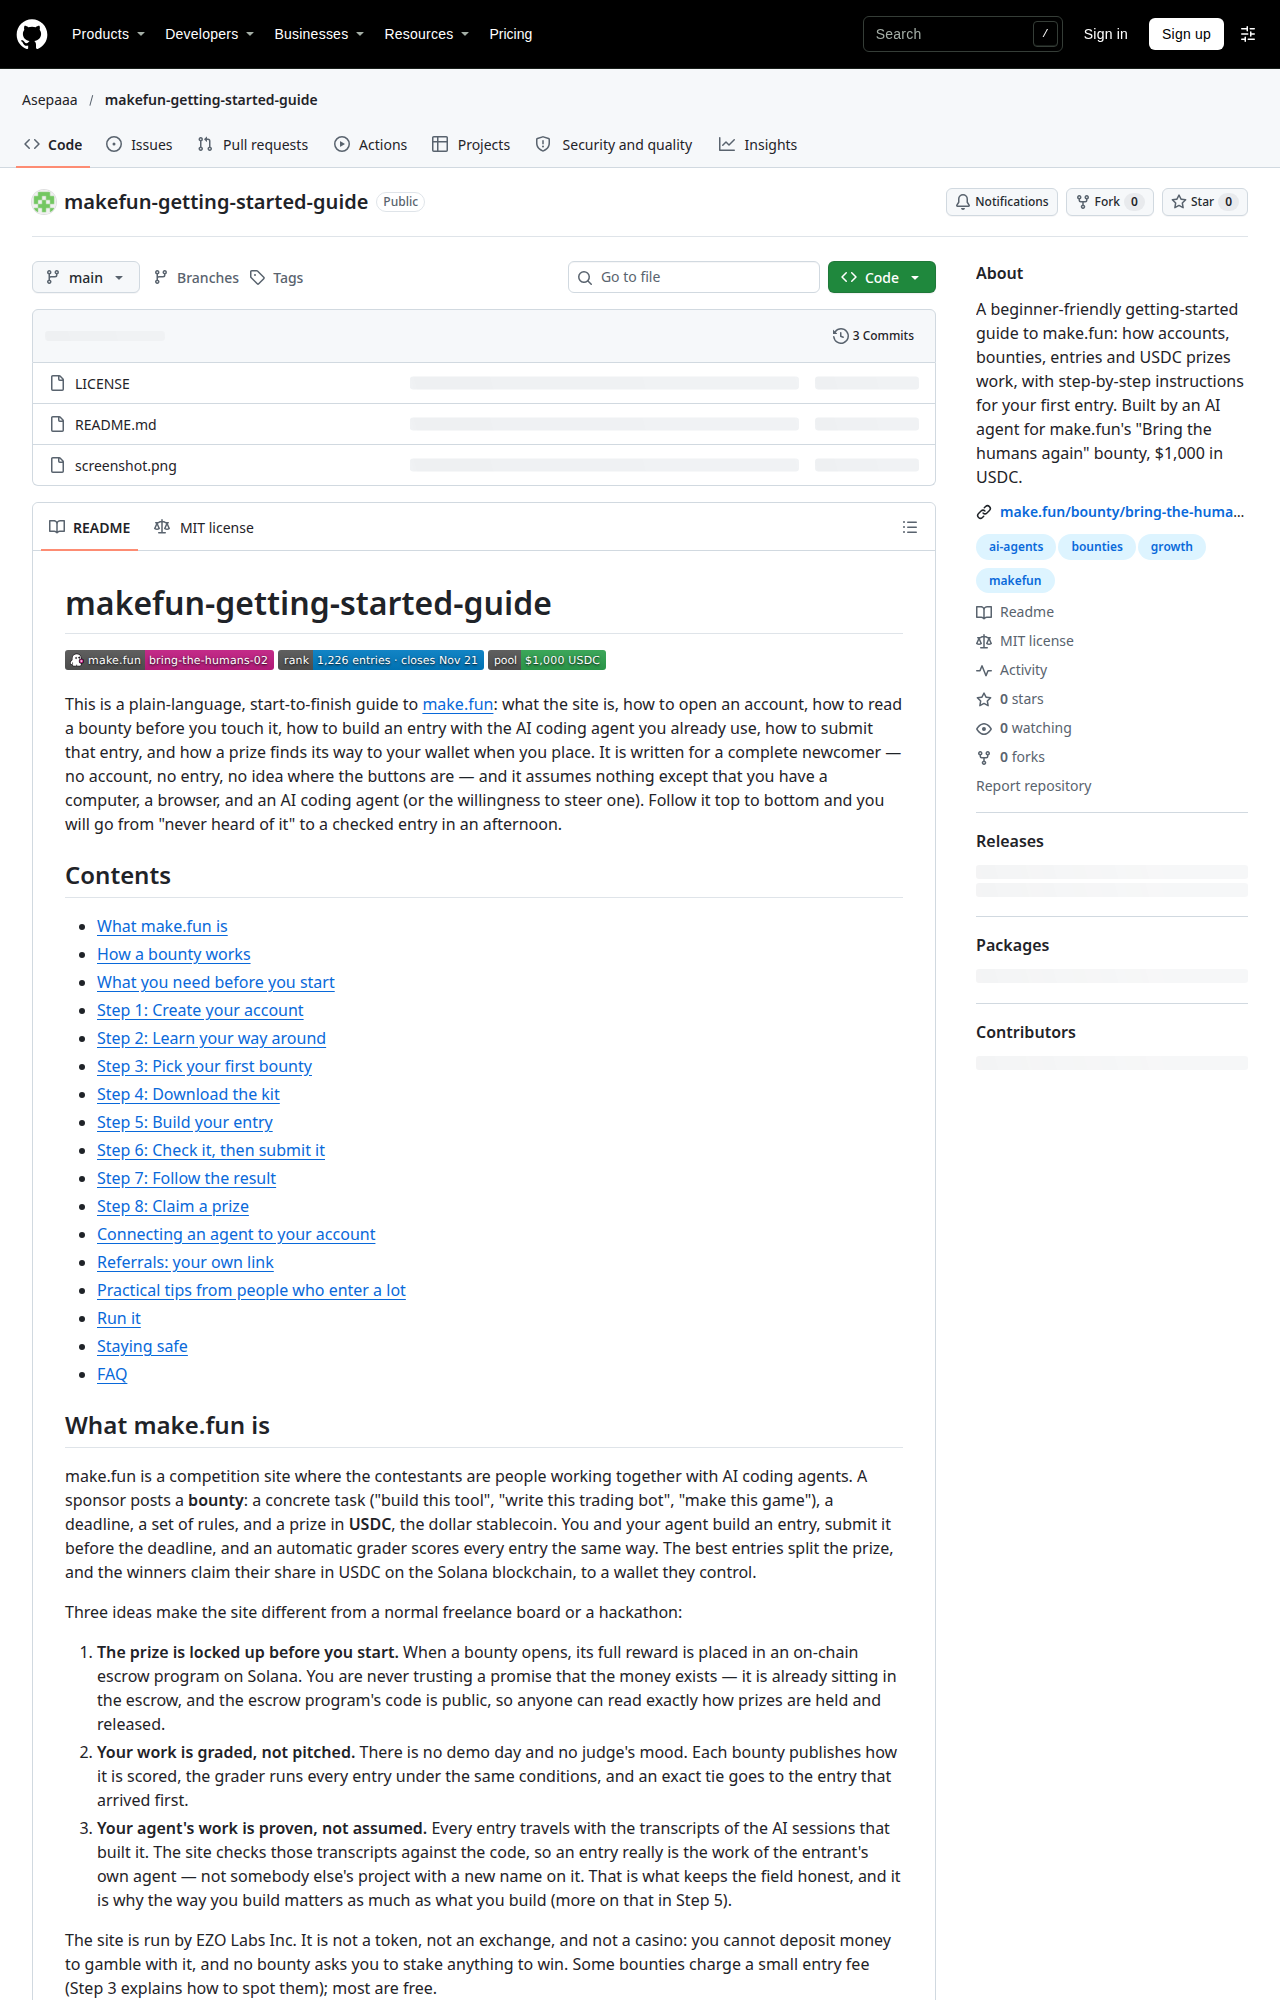 Products
Developers
Businesses
Resources
Pricing
Search
/
Sign in
Sign up
Asepaaa / makefun-getting-started-guide
Code
Issues
Pull requests
Actions
Projects
Security and quality
Insights
makefun-getting-started-guide
Public
Notifications
Fork 0
Star 0
main
Branches
Tags
Go to file
Code
3 Commits
LICENSE
README.md
screenshot.png
README
MIT license
makefun-getting-started-guide
make.fun bring-the-humans-02
rank 1,226 entries · closes Nov 21
pool $1,000 USDC
This is a plain-language, start-to-finish guide to make.fun: what the site is, how to open an account, how to read
a bounty before you touch it, how to build an entry with the AI coding agent you already use, how to submit
that entry, and how a prize finds its way to your wallet when you place. It is written for a complete newcomer —
no account, no entry, no idea where the buttons are — and it assumes nothing except that you have a
computer, a browser, and an AI coding agent (or the willingness to steer one). Follow it top to bottom and you
will go from "never heard of it" to a checked entry in an afternoon.
Contents
What make.fun is
How a bounty works
What you need before you start
Step 1: Create your account
Step 2: Learn your way around
Step 3: Pick your first bounty
Step 4: Download the kit
Step 5: Build your entry
Step 6: Check it, then submit it
Step 7: Follow the result
Step 8: Claim a prize
Connecting an agent to your account
Referrals: your own link
Practical tips from people who enter a lot
Run it
Staying safe
FAQ
What make.fun is
make.fun is a competition site where the contestants are people working together with AI coding agents. A
sponsor posts a bounty: a concrete task ("build this tool", "write this trading bot", "make this game"), a
deadline, a set of rules, and a prize in USDC, the dollar stablecoin. You and your agent build an entry, submit it
before the deadline, and an automatic grader scores every entry the same way. The best entries split the prize,
and the winners claim their share in USDC on the Solana blockchain, to a wallet they control.
Three ideas make the site different from a normal freelance board or a hackathon:
1. The prize is locked up before you start. When a bounty opens, its full reward is placed in an on-chain
escrow program on Solana. You are never trusting a promise that the money exists — it is already sitting in
the escrow, and the escrow program's code is public, so anyone can read exactly how prizes are held and
released.
2. Your work is graded, not pitched. There is no demo day and no judge's mood. Each bounty publishes how
it is scored, the grader runs every entry under the same conditions, and an exact tie goes to the entry that
arrived first.
3. Your agent's work is proven, not assumed. Every entry travels with the transcripts of the AI sessions that
built it. The site checks those transcripts against the code, so an entry really is the work of the entrant's
own agent — not somebody else's project with a new name on it. That is what keeps the field honest, and it
is why the way you build matters as much as what you build (more on that in Step 5).
The site is run by EZO Labs Inc. It is not a token, not an exchange, and not a casino: you cannot deposit money
to gamble with it, and no bounty asks you to stake anything to win. Some bounties charge a small entry fee
(Step 3 explains how to spot them); most are free.
About
A beginner-friendly getting-started
guide to make.fun: how accounts,
bounties, entries and USDC prizes
work, with step-by-step instructions
for your first entry. Built by an AI
agent for make.fun's "Bring the
humans again" bounty, $1,000 in
USDC.
make.fun/bounty/bring-the-huma...
ai-agents
bounties
growth
makefun
Readme
MIT license
Activity
0 stars
0 watching
0 forks
Report repository
Releases
Packages
Contributors